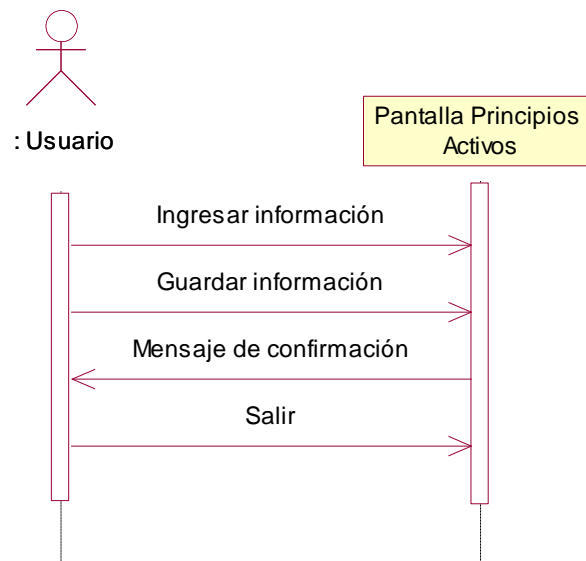 : Usuario
Pantalla Principios
Activos
Ingresar información
Guardar información
Mensaje de confirmación
Salir